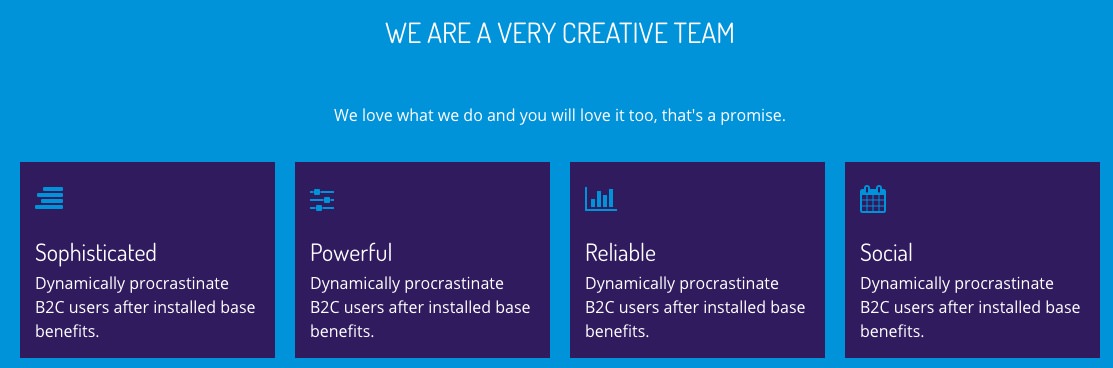 WE ARE A VERY CREATIVE TEAM
We love what we do and you will love it too, that's a promise.
Sophisticated
Dynamically procrastinate
B2C users after installed base
benefits.
Powerful
Dynamically procrastinate
B2C users after installed base
benefits.
Reliable
Dynamically procrastinate
B2C users after installed base
benefits.
Social
Dynamically procrastinate
B2C users after installed base
benefits.